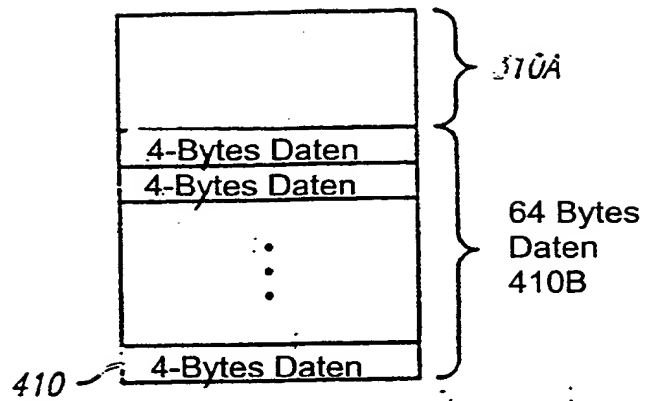 310A
4-Bytes Daten
4-Bytes Daten
64 Bytes
Daten
410B
4-Bytes Daten
410